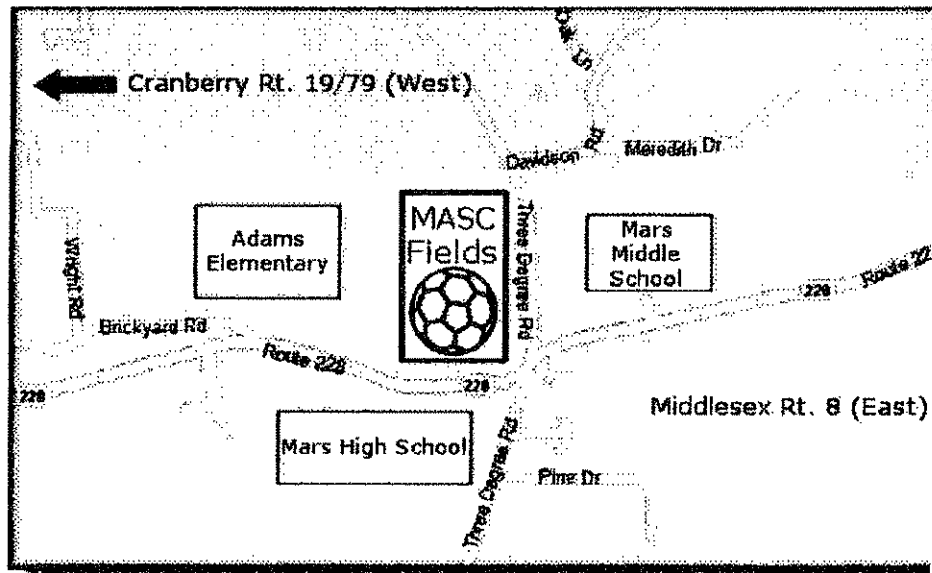 Cranberry Rt. 19/79 (West)
Davidson Rd
Meredith Dr
MASC
Fields
Three Degree Rd
Adams
Elementary
Mars
Middle
School
Wright Rd
Brickyard Rd
Route 228
228
228
228
Route 22
Mars High School
Middlesex Rt. 8 (East)
Three Degree Rd
Pine Dr